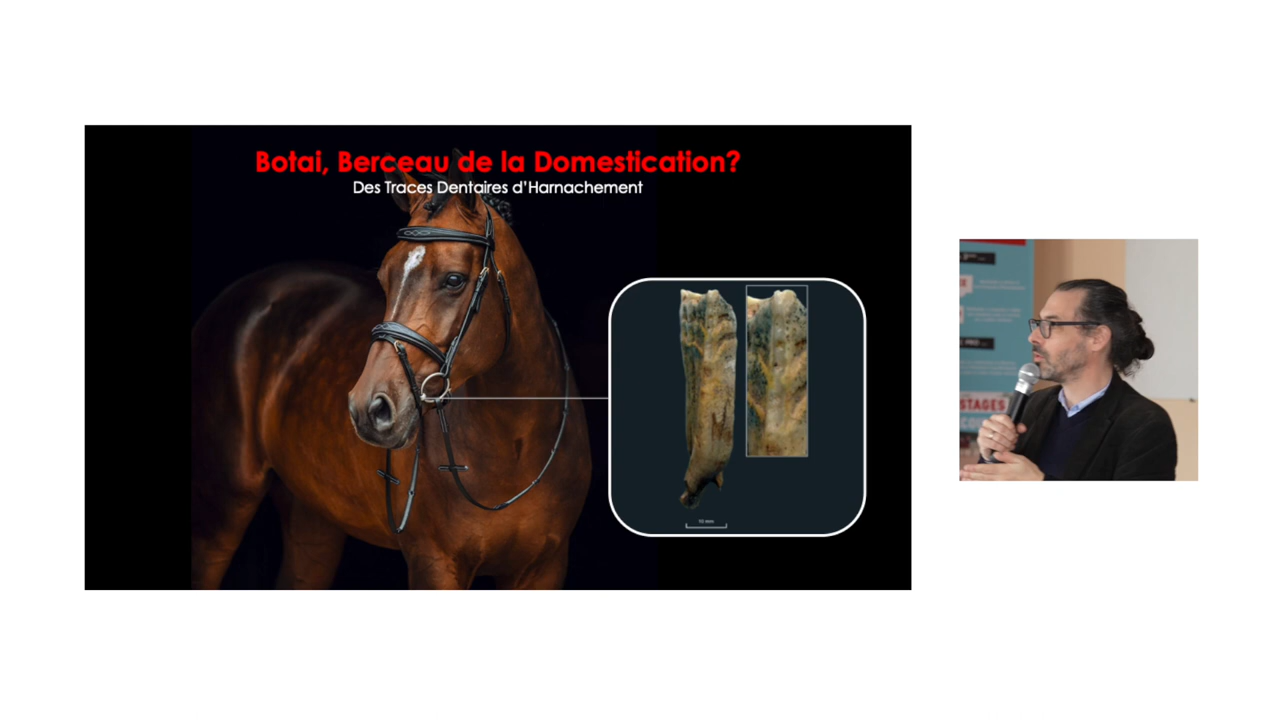 Botai, Berceau de la Domestication?
Des Traces Dentaires d'Harnachement
10 mm
STAGES